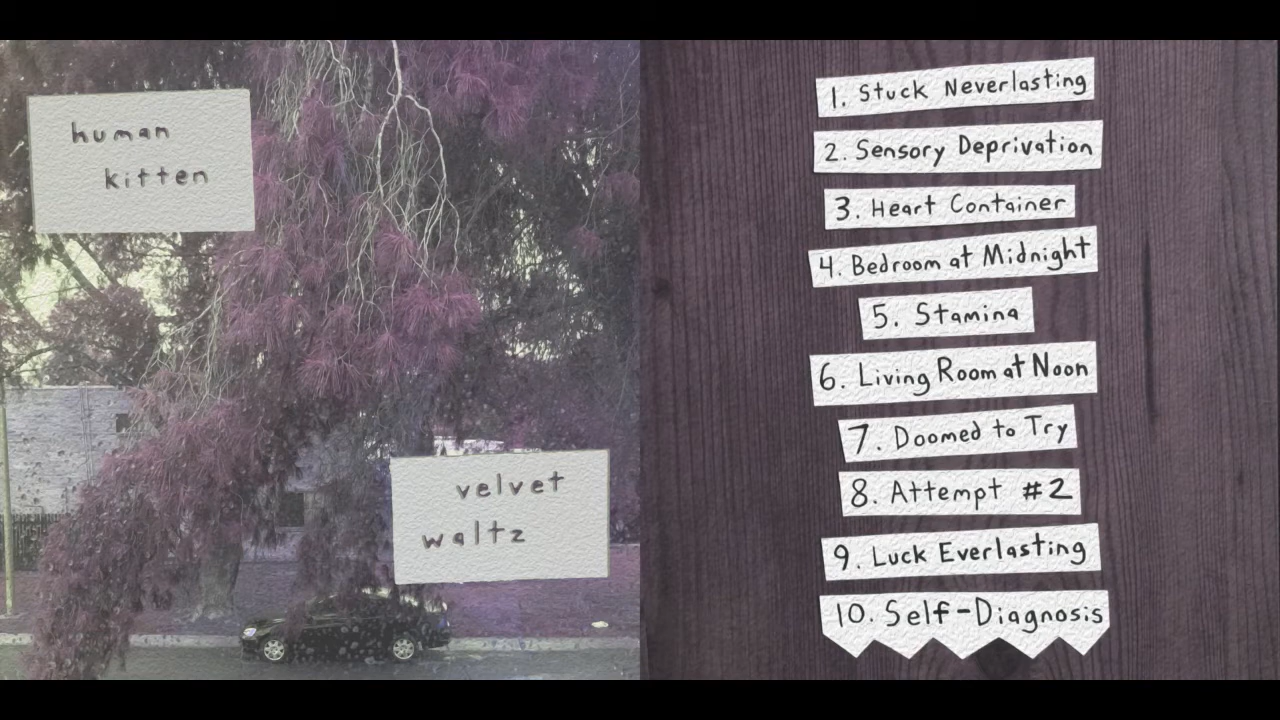 human
kitten
velvet
waltz
1. Stuck Neverlasting
2. Sensory Deprivation
3. Heart Container
4. Bedroom at Midnight
5. Stamina
6. Living Room at Noon
7. Doomed to Try
8. Attempt #2
9. Luck Everlasting
10. Self-Diagnosis